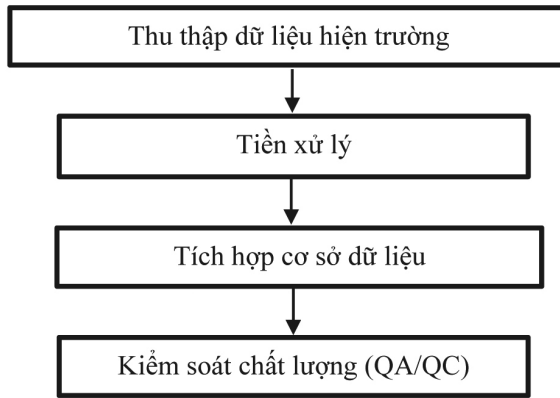 Thu thập dữ liệu hiện trường
Tiền xử lý
Tích hợp cơ sở dữ liệu
Kiểm soát chất lượng (QA/QC)